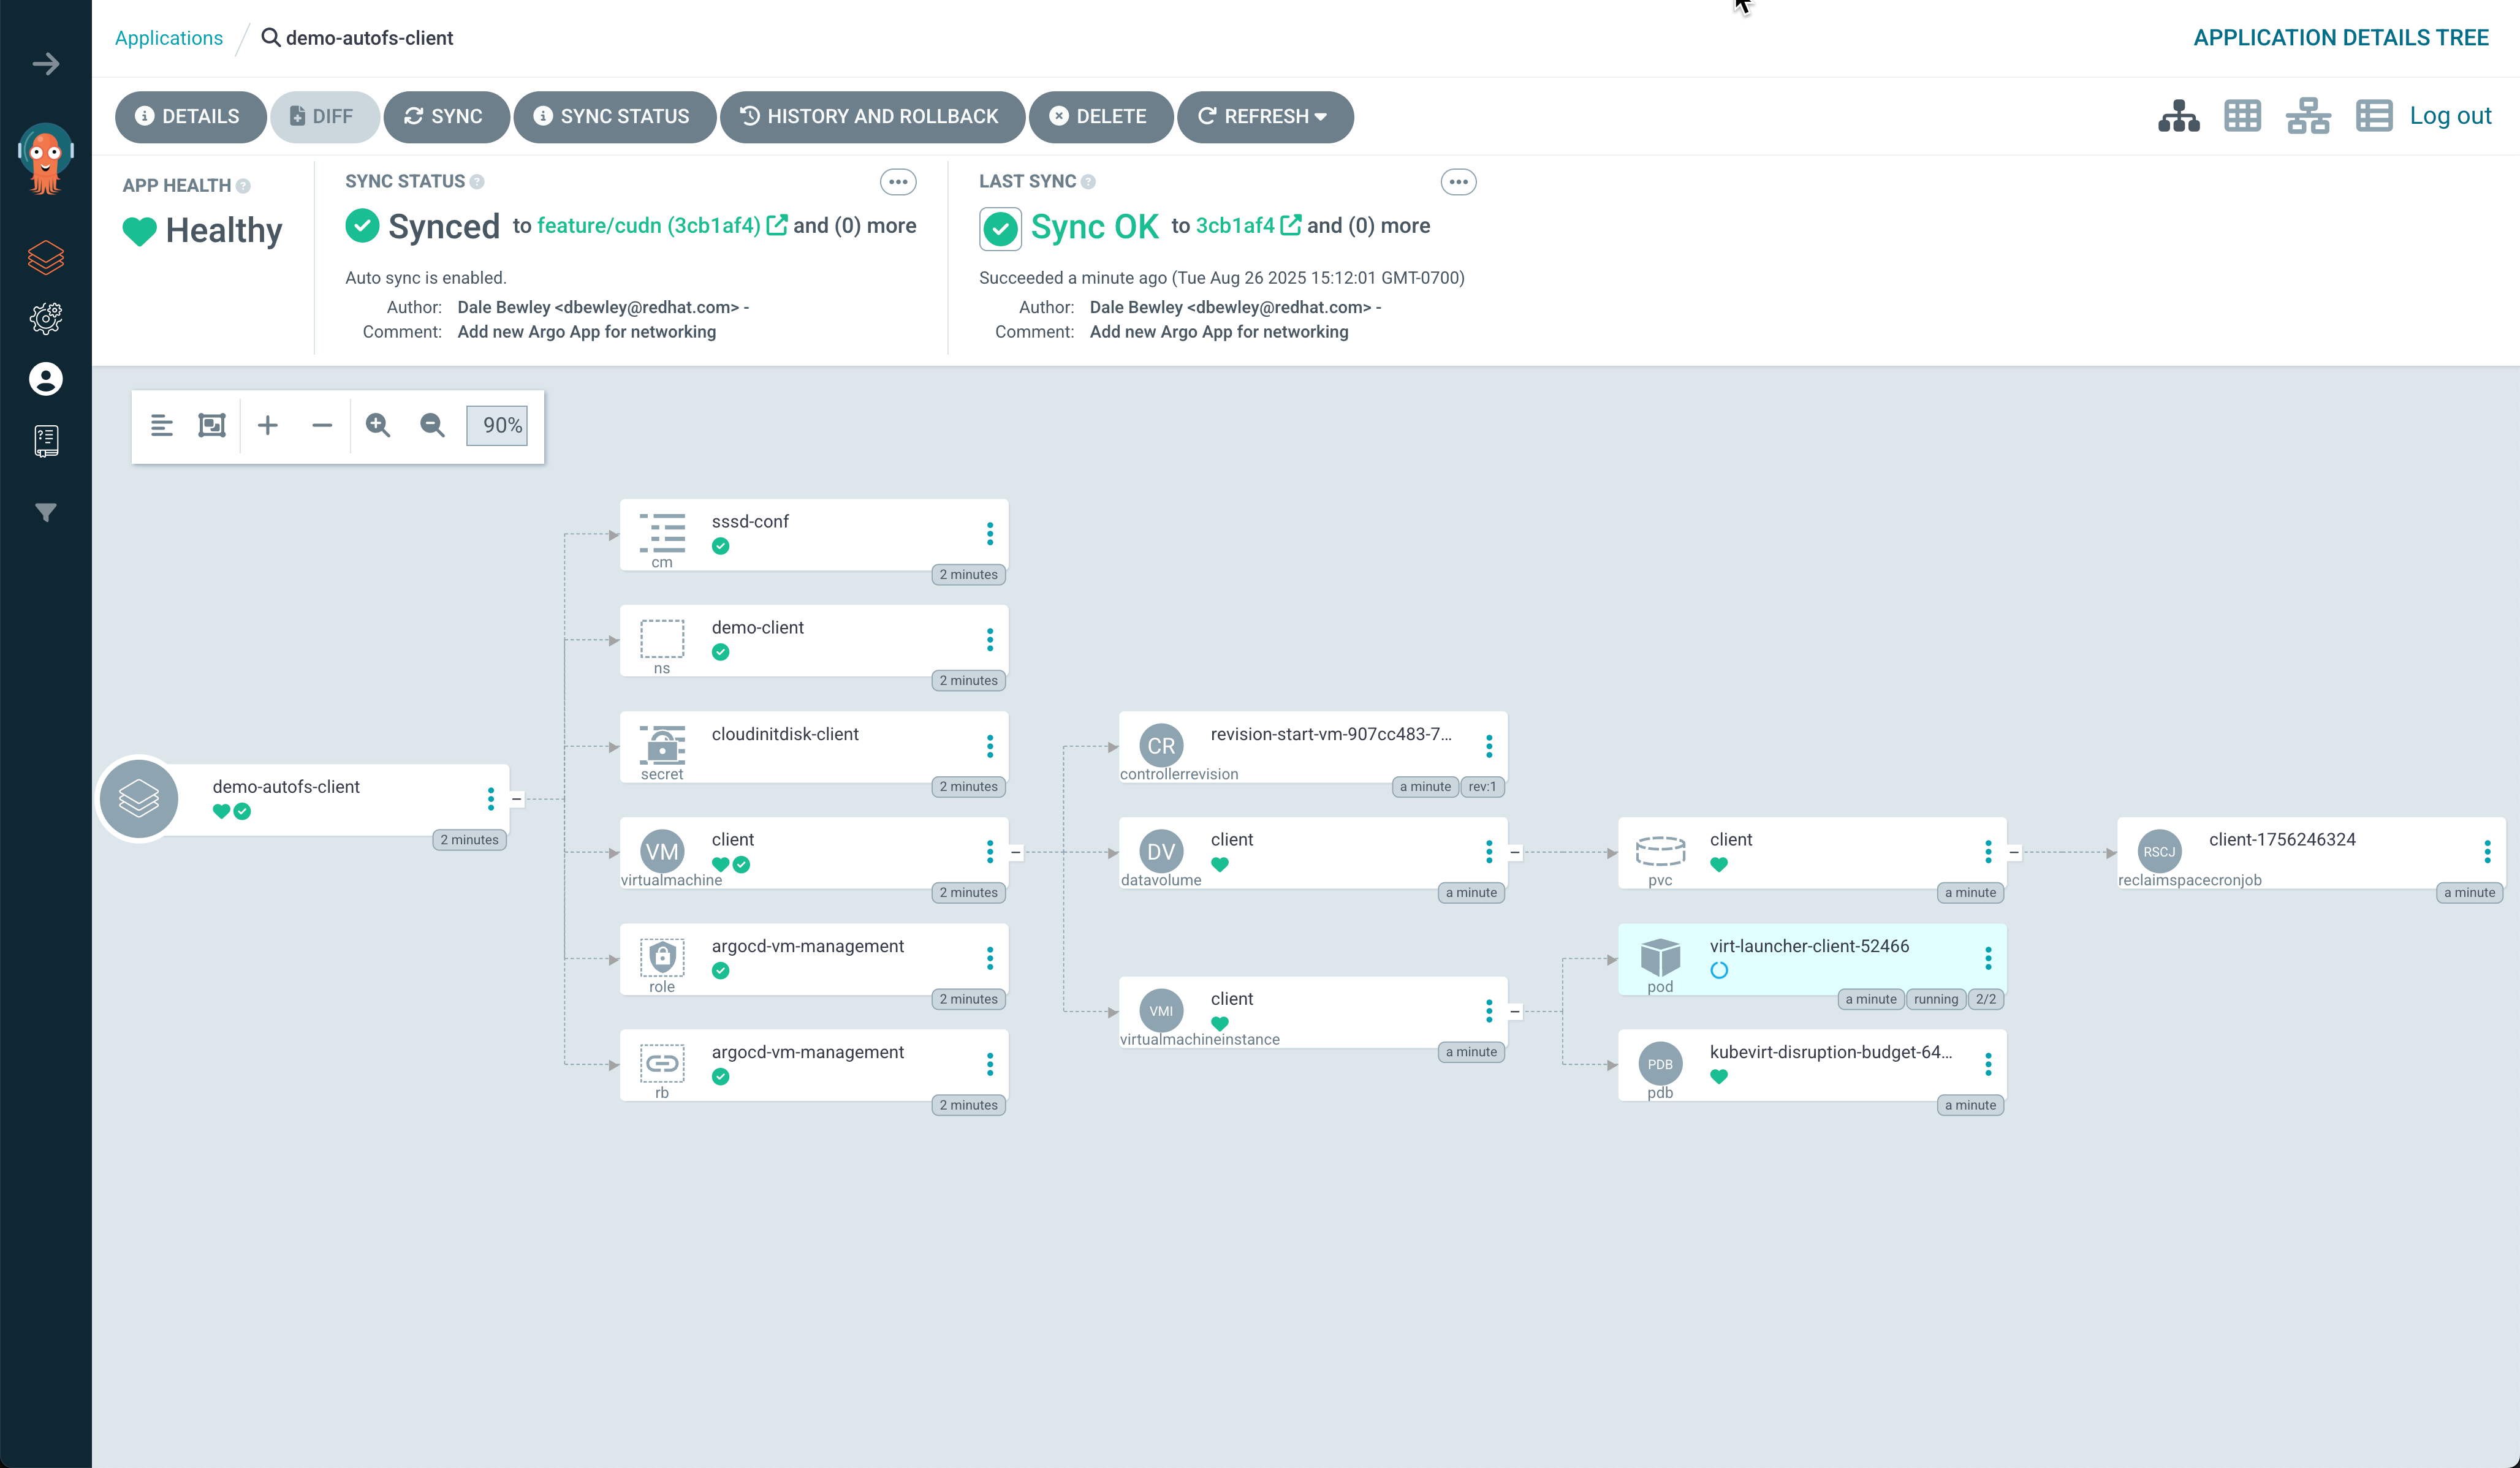 Applications / demo-autofs-client
APPLICATION DETAILS TREE
DETAILS
DIFF
SYNC
SYNC STATUS
HISTORY AND ROLLBACK
DELETE
REFRESH
Log out
APP HEALTH
Healthy
SYNC STATUS
Synced to feature/cudn (3cb1af4) and (0) more
Auto sync is enabled.
Author: Dale Bewley <dbewley@redhat.com> -
Comment: Add new Argo App for networking
LAST SYNC
Sync OK to 3cb1af4 and (0) more
Succeeded a minute ago (Tue Aug 26 2025 15:12:01 GMT-0700)
Author: Dale Bewley <dbewley@redhat.com> -
Comment: Add new Argo App for networking
90%
demo-autofs-client
2 minutes
sssd-conf
cm
2 minutes
demo-client
ns
2 minutes
cloudinitdisk-client
secret
2 minutes
VM
client
virtualmachine
2 minutes
argocd-vm-management
role
2 minutes
argocd-vm-management
rb
2 minutes
CR
revision-start-vm-907cc483-7...
controllerrevision
a minute
rev:1
DV
client
datavolume
a minute
VMI
client
virtualmachineinstance
a minute
client
pvc
a minute
virt-launcher-client-52466
pod
a minute
running
2/2
PDB
kubevirt-disruption-budget-64...
pdb
a minute
RSCJ
client-1756246324
reclaimspacecronjob
a minute